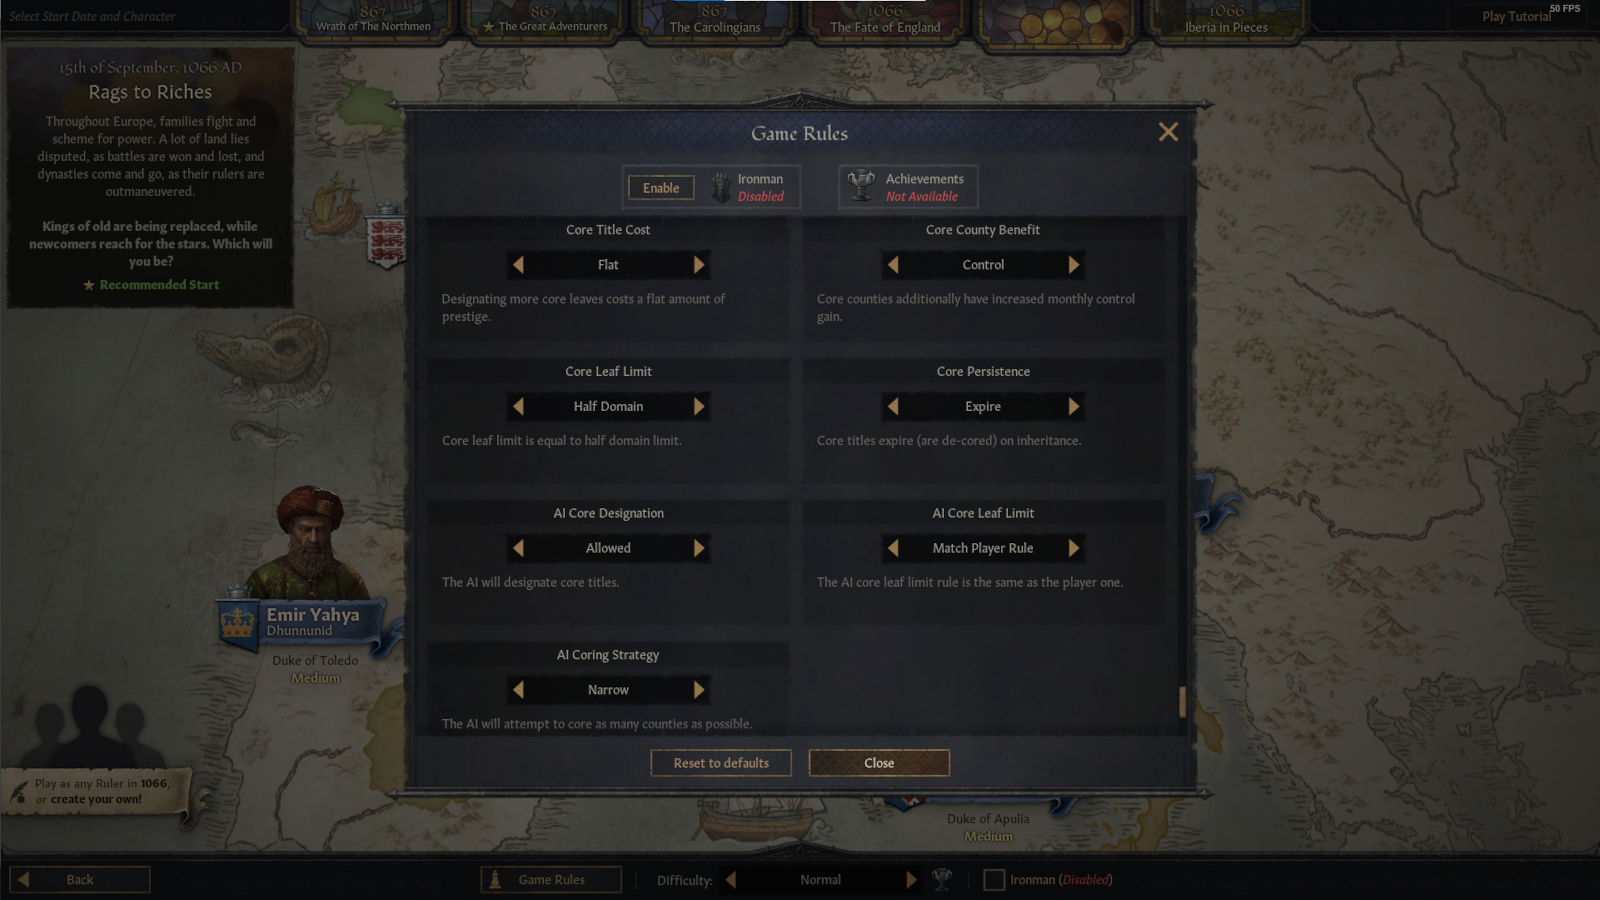 Select Start Date and Character
867
Wrath of The Northmen
867
The Great Adventurers
867
The Carolingians
1066
The Fate of England
1066
Iberia in Pieces
Play Tutorial
50 FPS
15th of September, 1066 AD
Rags to Riches
Throughout Europe, families fight and
scheme for power. A lot of land lies
disputed, as battles are won and lost, and
dynasties come and go, as their rulers are
outmaneuvered.
Kings of old are being replaced, while
newcomers reach for the stars. Which will
you be?
Recommended Start
Game Rules
Enable
Ironman
Disabled
Achievements
Not Available
Core Title Cost
Flat
Designating more core leaves costs a flat amount of
prestige.
Core County Benefit
Control
Core counties additionally have increased monthly control
gain.
Core Leaf Limit
Half Domain
Core leaf limit is equal to half domain limit.
Core Persistence
Expire
Core titles expire (are de-cored) on inheritance.
AI Core Designation
Allowed
The AI will designate core titles.
AI Core Leaf Limit
Match Player Rule
The AI core leaf limit rule is the same as the player one.
AI Coring Strategy
Narrow
The AI will attempt to core as many counties as possible.
Reset to defaults
Close
Emir Yahya
Dhunnunid
Duke of Toledo
Medium
Play as any Ruler in 1066,
or create your own!
Duke of Apulia
Medium
Back
Game Rules
Difficulty:
Normal
Ironman (Disabled)